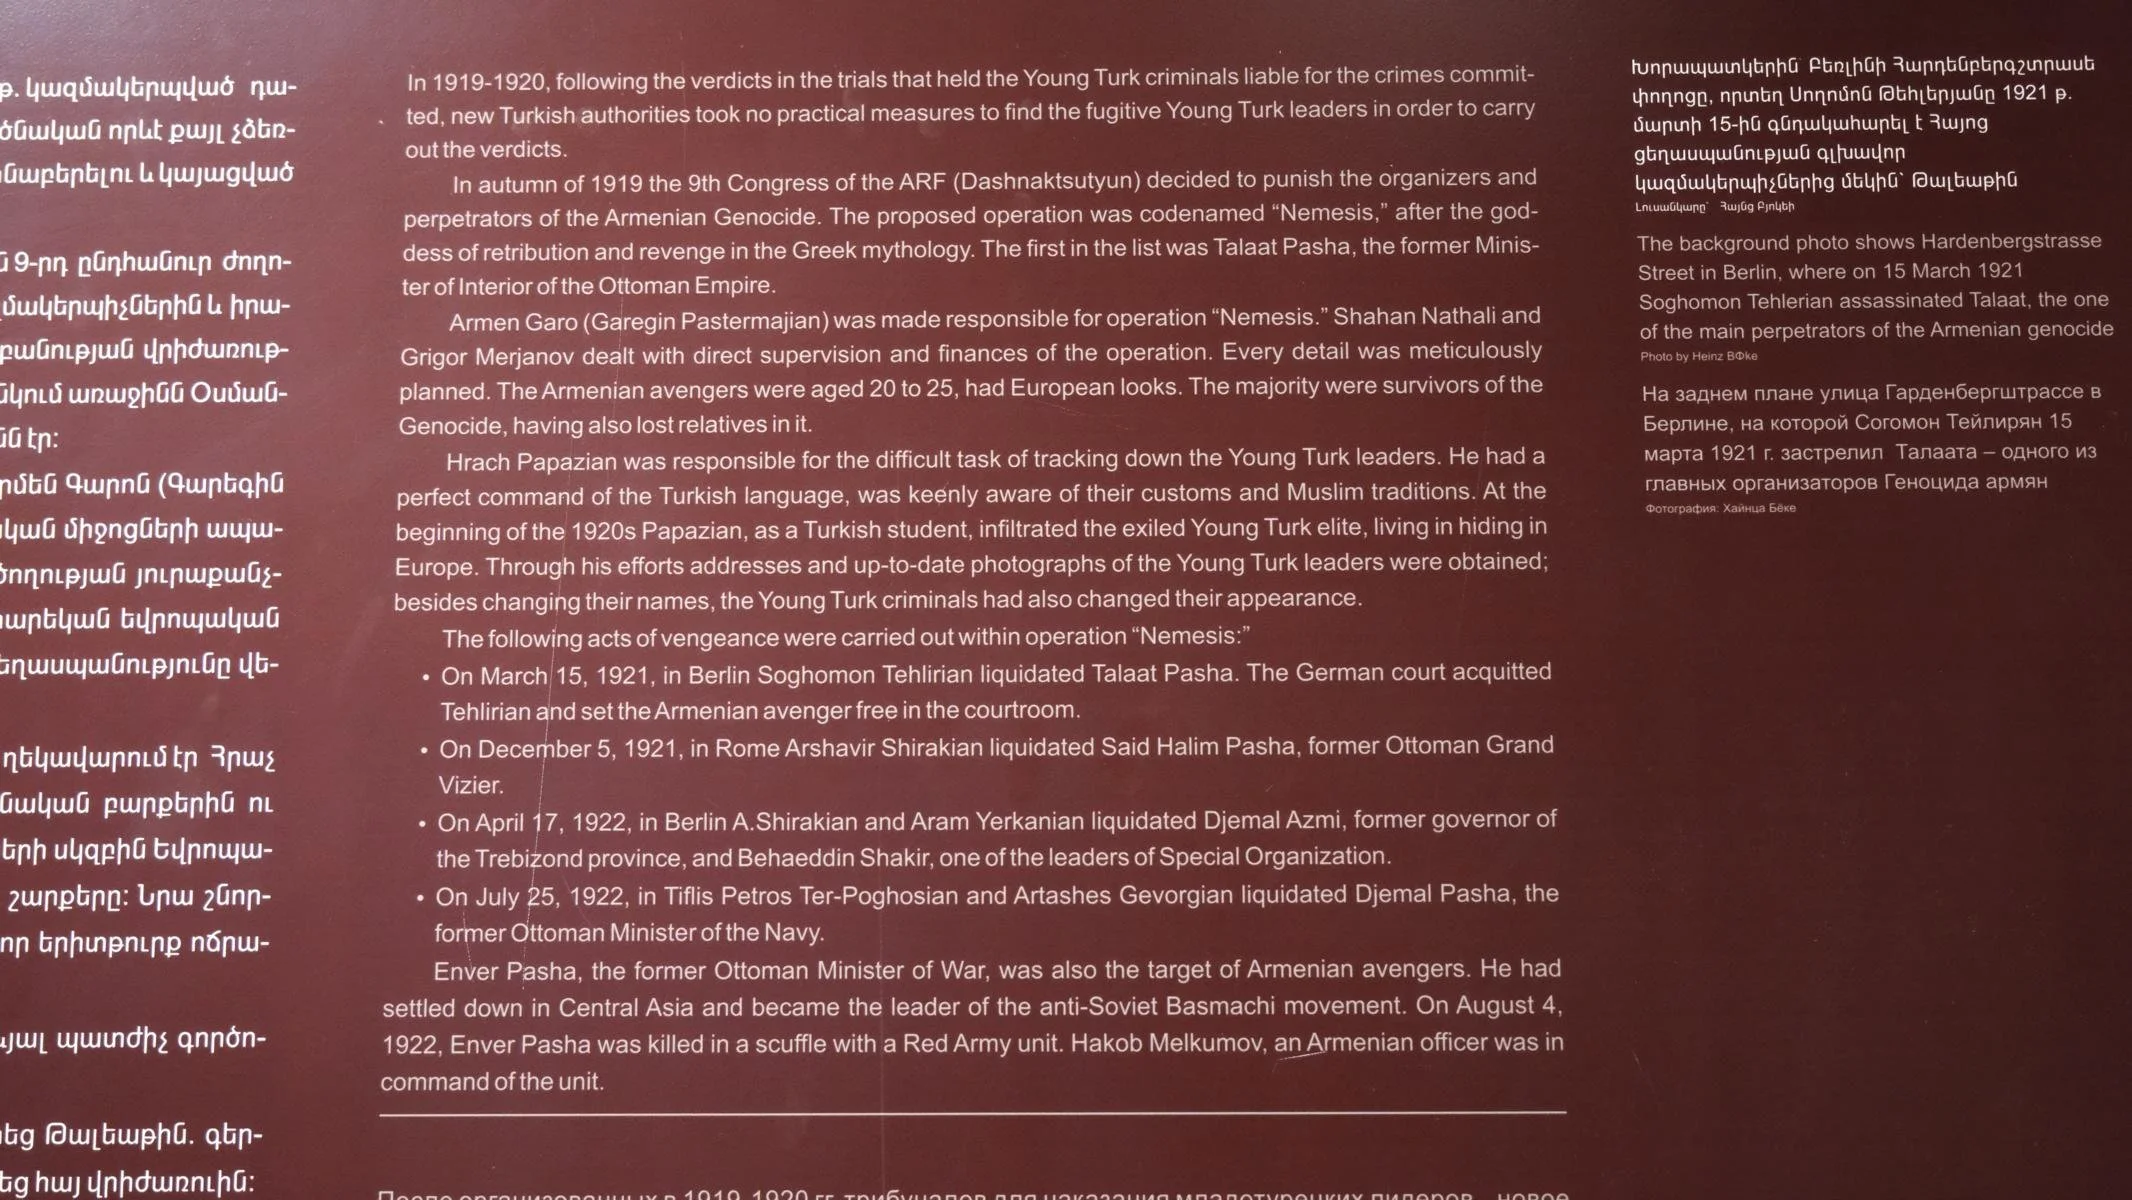 թ. կազմակերպված դա-
ծնական որևէ քայլ չձեռ-
նաբերելու և կայացված
ն 9-րդ ընդհանուր ժողո-
մակերպիչներին և իրա-
բանության վրիժառութ-
նկում առաջինն Օսման-
նն էր:
րմեն Գարոն (Գարեգին
կան միջոցների ապա-
ծողության յուրաքանչ-
արեկան եվրոպական
եղասպանությունը վե-
ղեկավարում էր Հրաչ
նական բարքերին ու
երի սկզբին Եվրոպա-
շարքերը: Նրա շնոր-
որ երիտթուրք ոճրա-
յալ պատժիչ գործո-
եց Թալեաթին. գեր-
եց հայ վրիժառուին:
In 1919-1920, following the verdicts in the trials that held the Young Turk criminals liable for the crimes commit-
ted, new Turkish authorities took no practical measures to find the fugitive Young Turk leaders in order to carry
out the verdicts.
In autumn of 1919 the 9th Congress of the ARF (Dashnaktsutyun) decided to punish the organizers and
perpetrators of the Armenian Genocide. The proposed operation was codenamed “Nemesis,” after the god-
dess of retribution and revenge in the Greek mythology. The first in the list was Talaat Pasha, the former Minis-
ter of Interior of the Ottoman Empire.
Armen Garo (Garegin Pastermajian) was made responsible for operation “Nemesis.” Shahan Nathali and
Grigor Merjanov dealt with direct supervision and finances of the operation. Every detail was meticulously
planned. The Armenian avengers were aged 20 to 25, had European looks. The majority were survivors of the
Genocide, having also lost relatives in it.
Hrach Papazian was responsible for the difficult task of tracking down the Young Turk leaders. He had a
perfect command of the Turkish language, was keenly aware of their customs and Muslim traditions. At the
beginning of the 1920s Papazian, as a Turkish student, infiltrated the exiled Young Turk elite, living in hiding in
Europe. Through his efforts addresses and up-to-date photographs of the Young Turk leaders were obtained;
besides changing their names, the Young Turk criminals had also changed their appearance.
The following acts of vengeance were carried out within operation “Nemesis:”
• On March 15, 1921, in Berlin Soghomon Tehlirian liquidated Talaat Pasha. The German court acquitted
Tehlirian and set the Armenian avenger free in the courtroom.
• On December 5, 1921, in Rome Arshavir Shirakian liquidated Said Halim Pasha, former Ottoman Grand
Vizier.
• On April 17, 1922, in Berlin A.Shirakian and Aram Yerkanian liquidated Djemal Azmi, former governor of
the Trebizond province, and Behaeddin Shakir, one of the leaders of Special Organization.
• On July 25, 1922, in Tiflis Petros Ter-Poghosian and Artashes Gevorgian liquidated Djemal Pasha, the
former Ottoman Minister of the Navy.
Enver Pasha, the former Ottoman Minister of War, was also the target of Armenian avengers. He had
settled down in Central Asia and became the leader of the anti-Soviet Basmachi movement. On August 4,
1922, Enver Pasha was killed in a scuffle with a Red Army unit. Hakob Melkumov, an Armenian officer was in
command of the unit.
После организованных в 1919-1920 гг. трибуналов для наказания младотурецких лидеров, новое
Խորապատկերին Բեռլինի Հարդենբերգշտրասե
փողոցը, որտեղ Սողոմոն Թեհլերյանը 1921 թ.
մարտի 15-ին գնդակահարել է Հայոց
ցեղասպանության գլխավոր
կազմակերպիչներից մեկին՝ Թալեաթին
Լուսանկարը՝ Հայնց Բյոկեի
The background photo shows Hardenbergstrasse
Street in Berlin, where on 15 March 1921
Soghomon Tehlerian assassinated Talaat, the one
of the main perpetrators of the Armenian genocide
Photo by Heinz BФke
На заднем плане улица Гарденбергштрассе в
Берлине, на которой Согомон Тейлирян 15
марта 1921 г. застрелил Талаата – одного из
главных организаторов Геноцида армян
Фотография: Хайнца Бёке